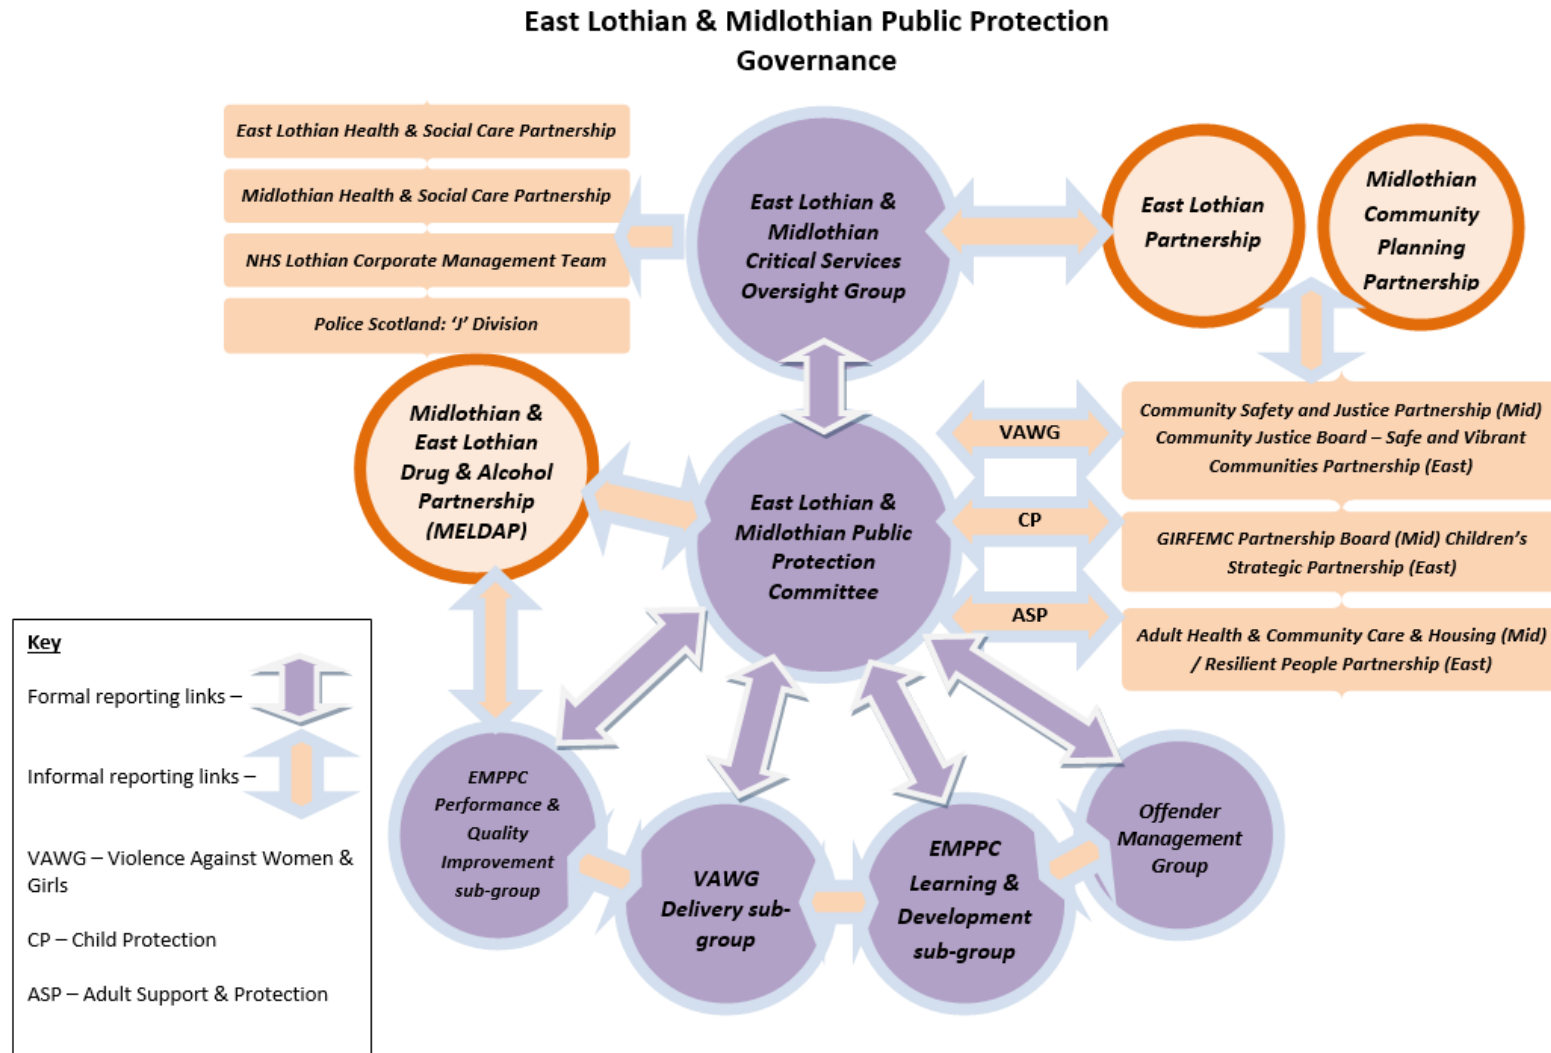 East Lothian & Midlothian Public Protection
Governance
East Lothian Health & Social Care Partnership
Midlothian Health & Social Care Partnership
NHS Lothian Corporate Management Team
Police Scotland: ‘J’ Division
East Lothian &
Midlothian
Critical Services
Oversight Group
East Lothian
Partnership
Midlothian
Community
Planning
Partnership
Midlothian &
East Lothian
Drug & Alcohol
Partnership
(MELDAP)
East Lothian &
Midlothian Public
Protection
Committee
VAWG
CP
ASP
Community Safety and Justice Partnership (Mid)
Community Justice Board – Safe and Vibrant
Communities Partnership (East)
GIRFEMC Partnership Board (Mid) Children’s
Strategic Partnership (East)
Adult Health & Community Care & Housing (Mid)
/ Resilient People Partnership (East)
EMPPC
Performance &
Quality
Improvement
sub-group
VAWG
Delivery sub-
group
EMPPC
Learning &
Development
sub-group
Offender
Management
Group
Key
Formal reporting links –
Informal reporting links –
VAWG – Violence Against Women &
Girls
CP – Child Protection
ASP – Adult Support & Protection